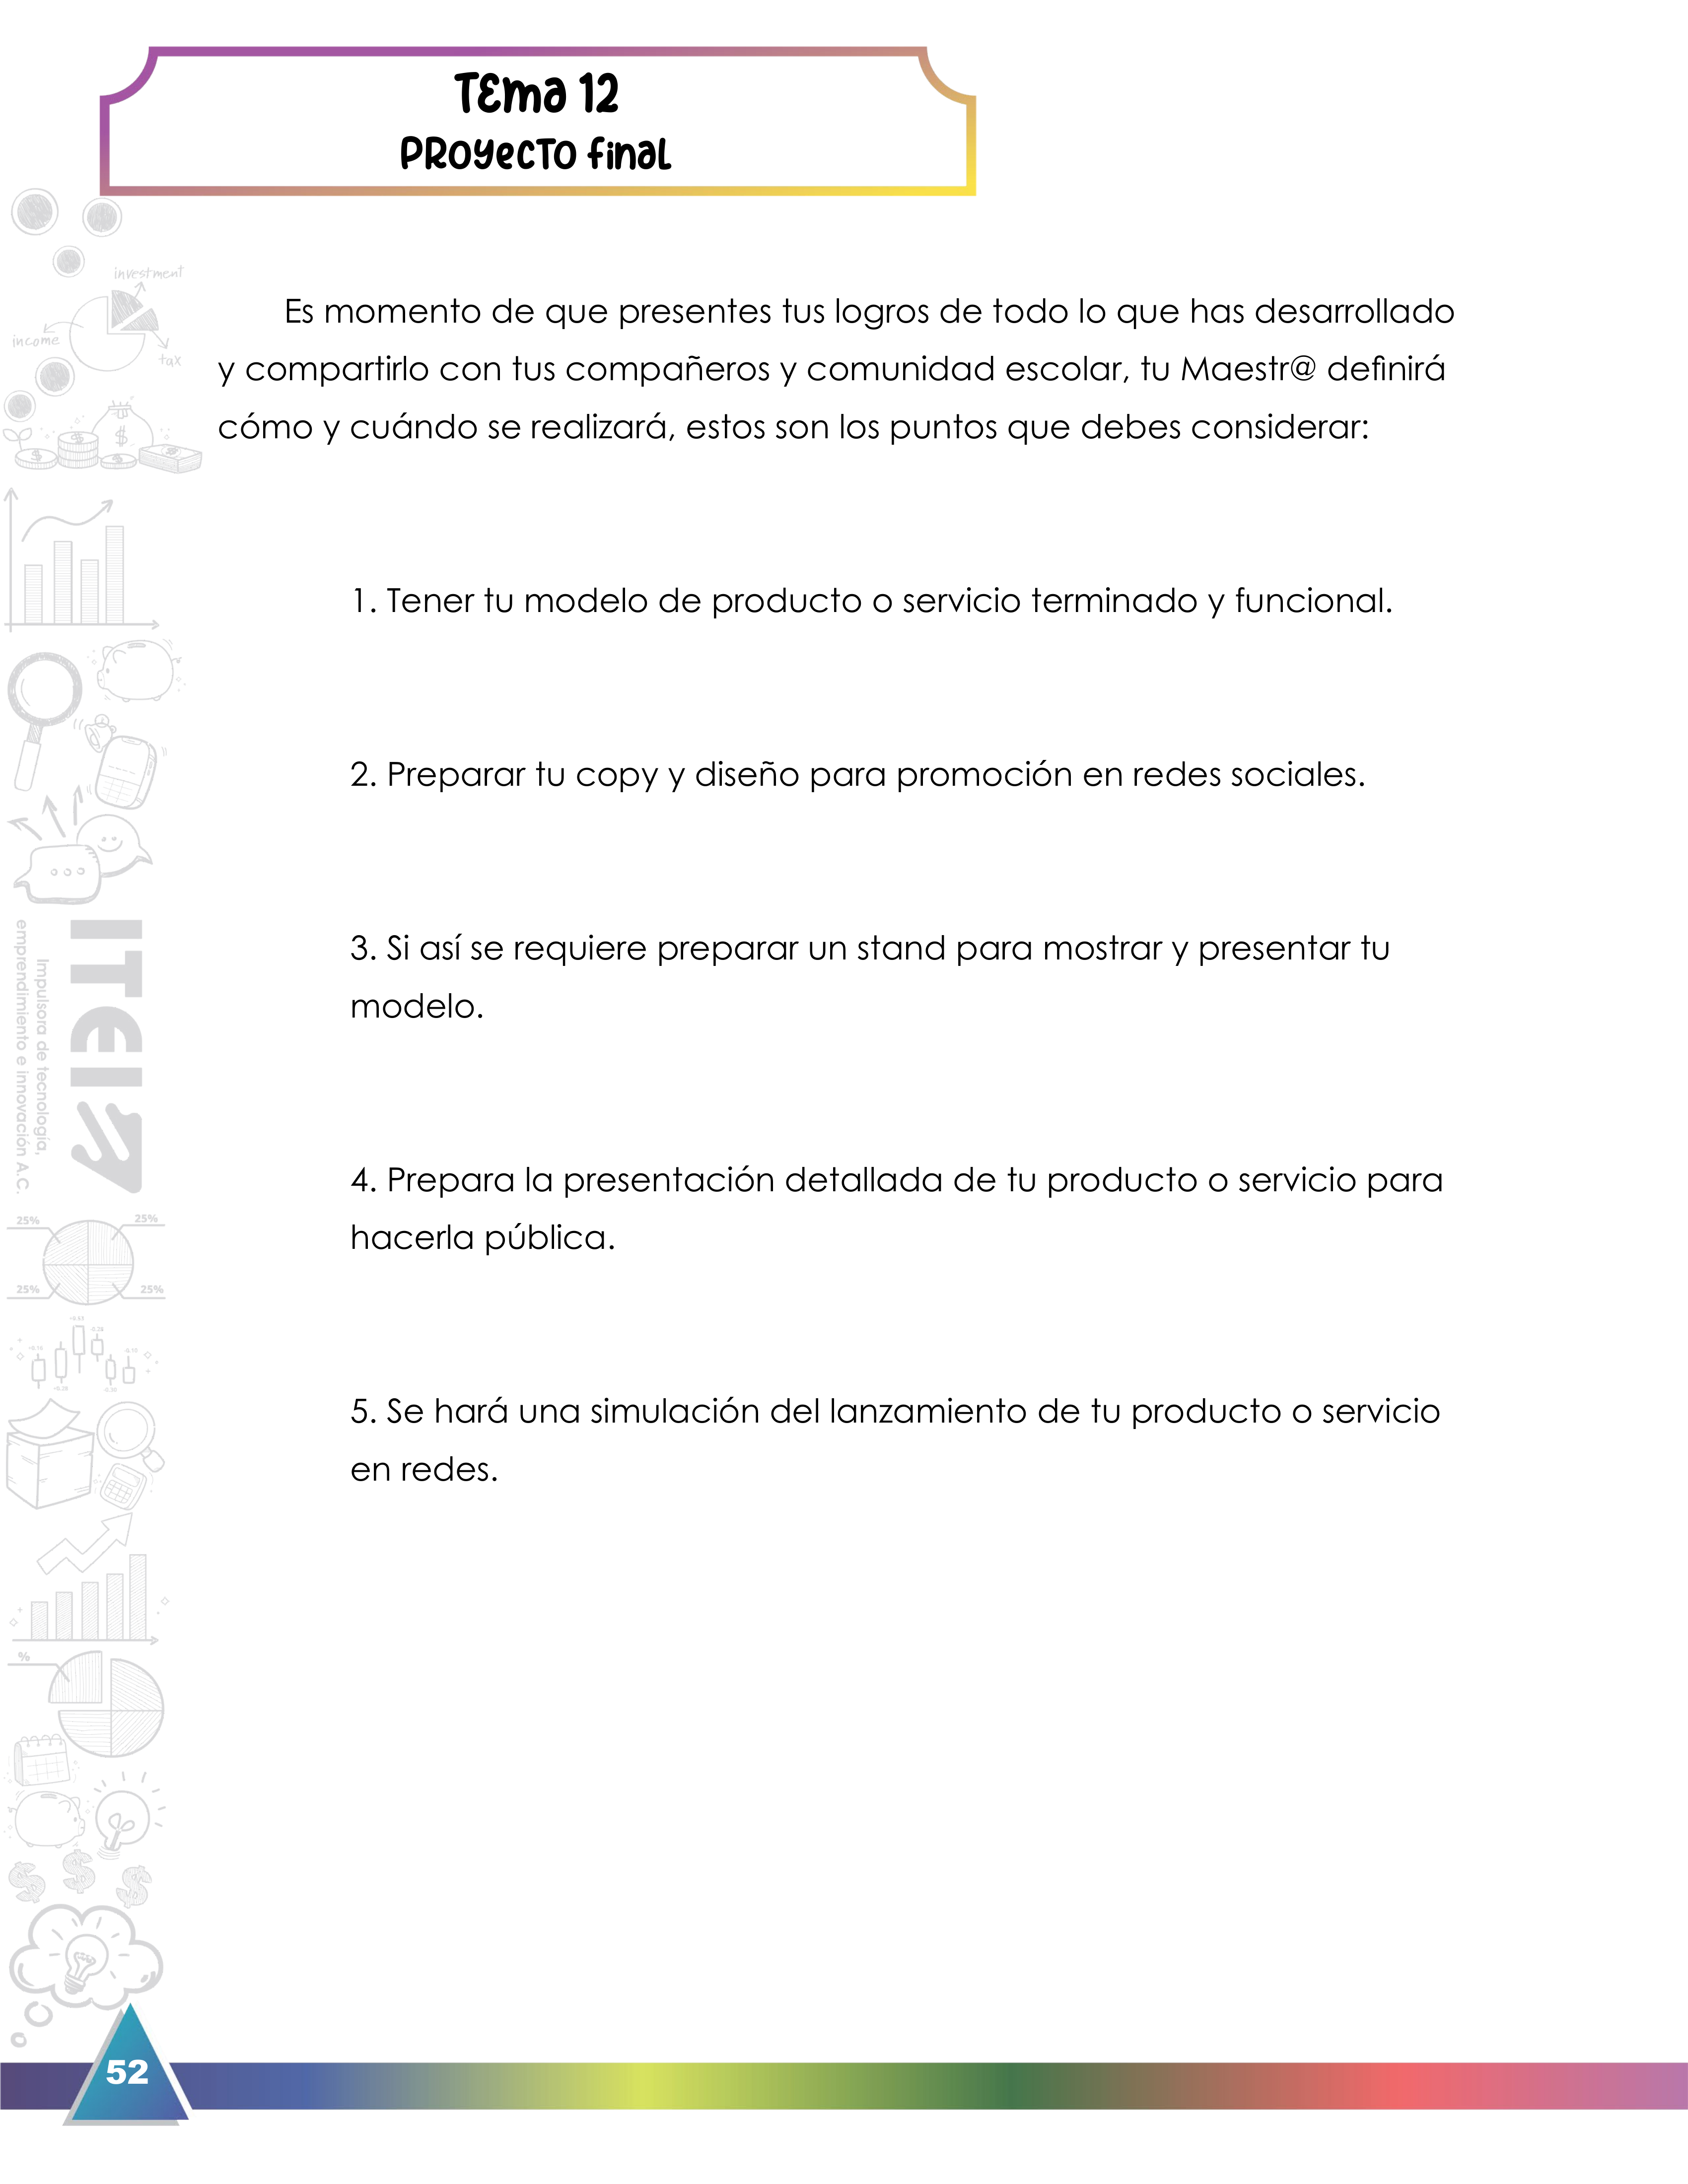 Tema 12
Proyecto final
investment
income
tax
Es momento de que presentes tus logros de todo lo que has desarrollado
y compartirlo con tus compañeros y comunidad escolar, tu Maestr@ definirá
cómo y cuándo se realizará, estos son los puntos que debes considerar:
1. Tener tu modelo de producto o servicio terminado y funcional.
2. Preparar tu copy y diseño para promoción en redes sociales.
3. Si así se requiere preparar un stand para mostrar y presentar tu
modelo.
ITEI
Impulsora de tecnología,
emprendimiento e innovación A.C.
4. Prepara la presentación detallada de tu producto o servicio para
hacerla pública.
25%
25%
25%
25%
5. Se hará una simulación del lanzamiento de tu producto o servicio
en redes.
%
52